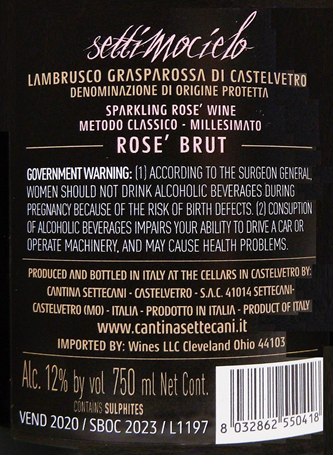 settimocielo
LAMBRUSCO GRASPAROSSA DI CASTELVETRO
DENOMINAZIONE DI ORIGINE PROTETTA
SPARKLING ROSE' WINE
METODO CLASSICO - MILLESIMATO
ROSE' BRUT
GOVERNMENT WARNING: (1) ACCORDING TO THE SURGEON GENERAL,
WOMEN SHOULD NOT DRINK ALCOHOLIC BEVERAGES DURING
PREGNANCY BECAUSE OF THE RISK OF BIRTH DEFECTS. (2) CONSUPTION
OF ALCOHOLIC BEVERAGES IMPAIRS YOUR ABILITY TO DRIVE A CAR OR
OPERATE MACHINERY, AND MAY CAUSE HEALTH PROBLEMS.
PRODUCED AND BOTTLED IN ITALY AT THE CELLARS IN CASTELVETRO BY:
CANTINA SETTECANI - CASTELVETRO - S.A.C. 41014 SETTECANI-
CASTELVETRO (MO) - ITALIA - PRODOTTO IN ITALIA - PRODUCT OF ITALY
www.cantinasettecani.it
IMPORTED BY: Wines LLC Cleveland Ohio 44103
Alc. 12% by vol 750 ml Net Cont.
CONTAINS SULPHITES
VEND 2020 / SBOC 2023 / L1197
8 032862 550418